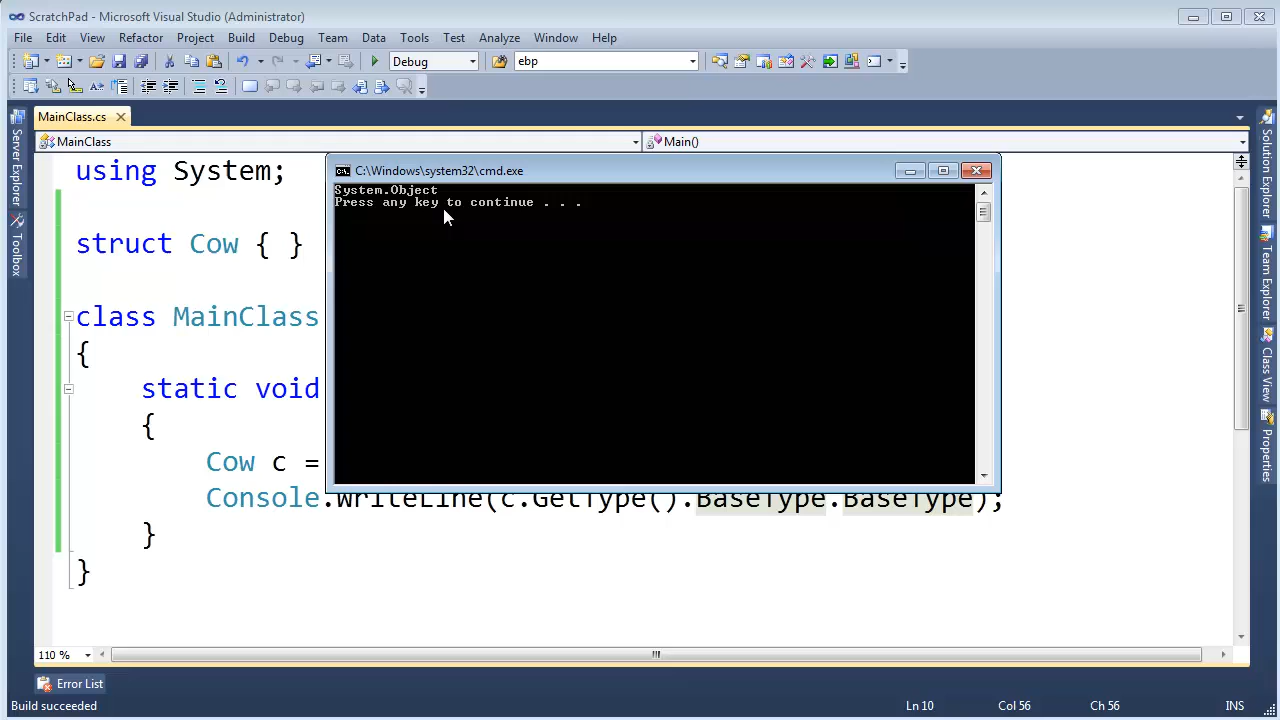 ScratchPad - Microsoft Visual Studio (Administrator)
File Edit View Refactor Project Build Debug Team Data Tools Test Analyze Window Help
Debug ebp
MainClass.cs
MainClass Main()
Server Explorer
Toolbox
using System;
struct Cow { }
class MainClass
{
static void
{
Cow c =
Console.WriteLine(c.GetType().BaseType.BaseType);
}
}
C:\Windows\system32\cmd.exe
System.Object
Press any key to continue . . .
Solution Explorer
Team Explorer
Class View
Properties
110 %
Error List
Build succeeded Ln 10 Col 56 Ch 56 INS